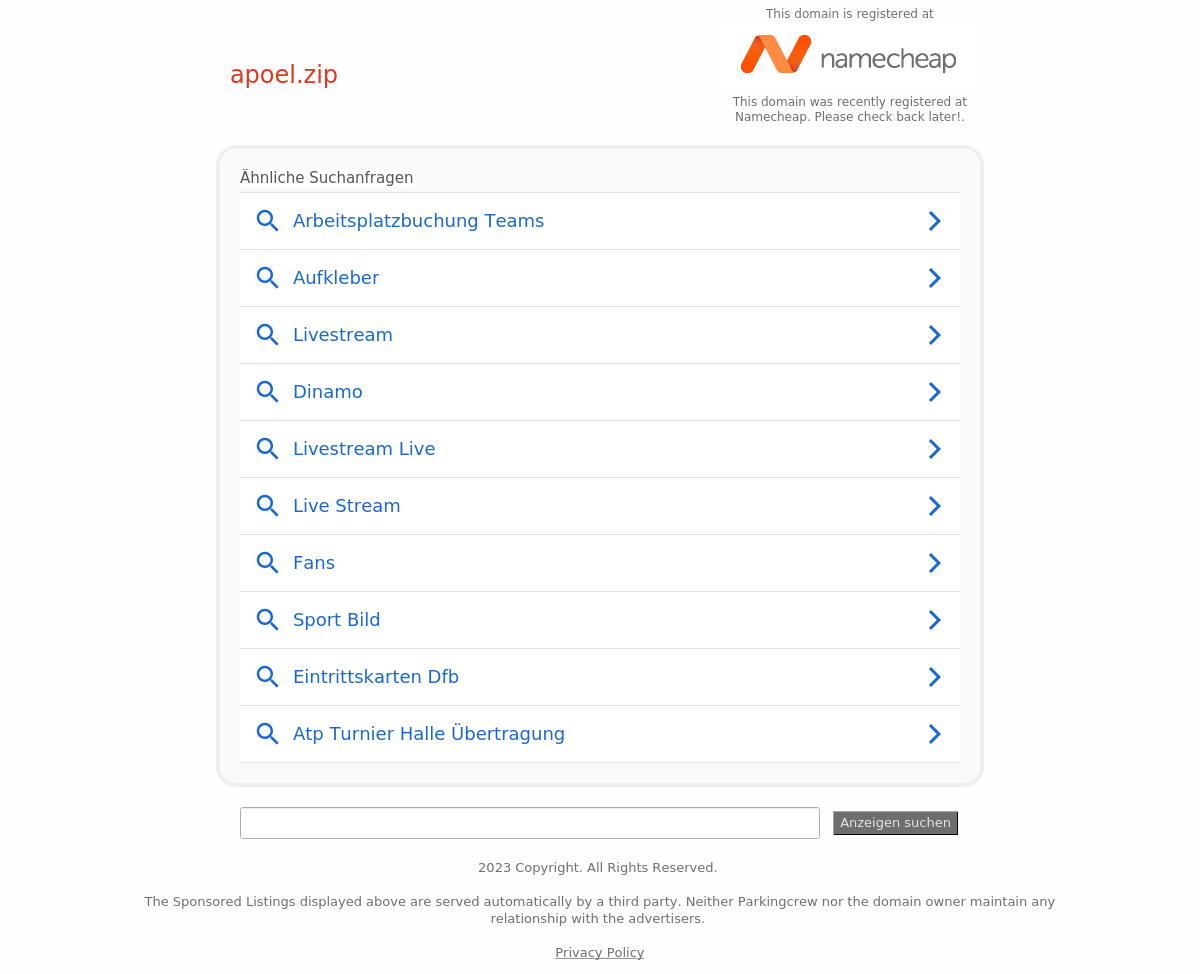 This domain is registered at
namecheap
apoel.zip
This domain was recently registered at
Namecheap. Please check back later!.
Ähnliche Suchanfragen
Arbeitsplatzbuchung Teams
Aufkleber
Livestream
Dinamo
Livestream Live
Live Stream
Fans
Sport Bild
Eintrittskarten Dfb
Atp Turnier Halle Übertragung
Anzeigen suchen
2023 Copyright. All Rights Reserved.
The Sponsored Listings displayed above are served automatically by a third party. Neither Parkingcrew nor the domain owner maintain any
relationship with the advertisers.
Privacy Policy